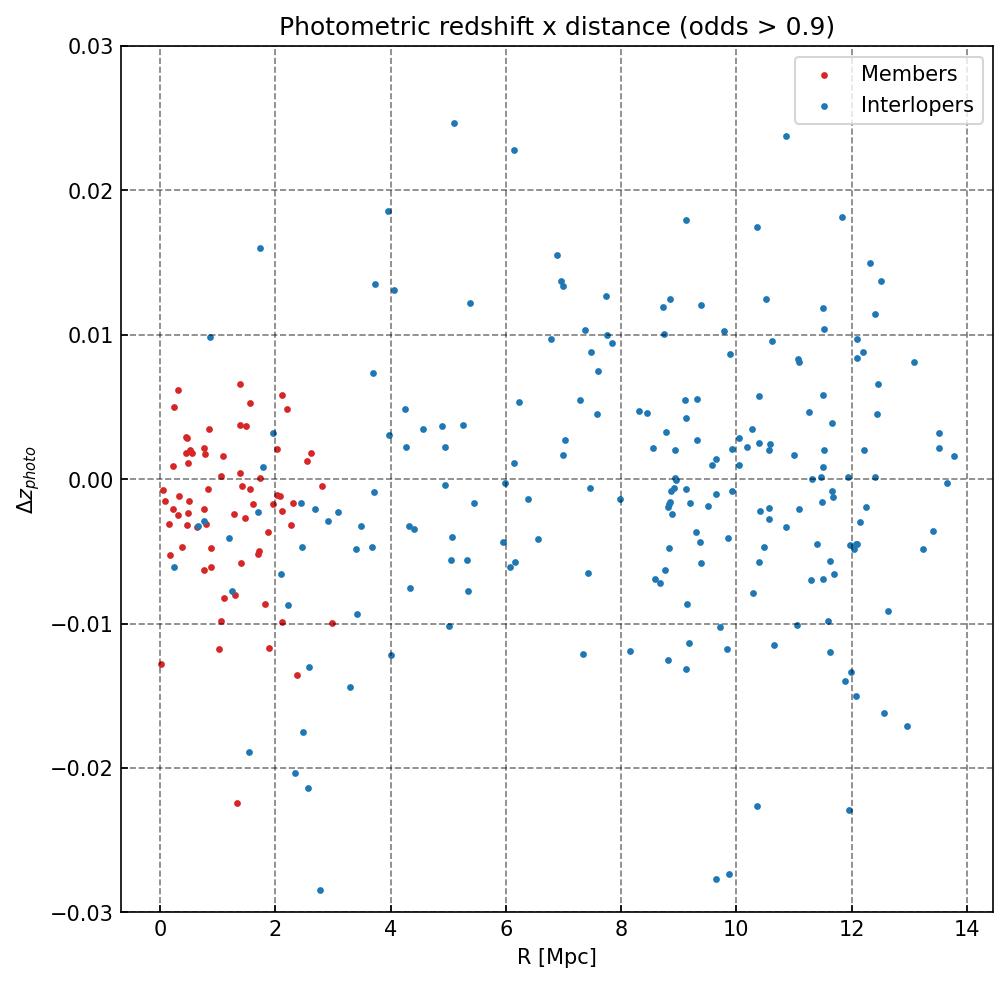 Photometric redshift x distance (odds > 0.9)
Members
Interlopers
0.03
0.02
0.01
0.00
−0.01
−0.02
−0.03
Δz_photo
0 2 4 6 8 10 12 14
R [Mpc]